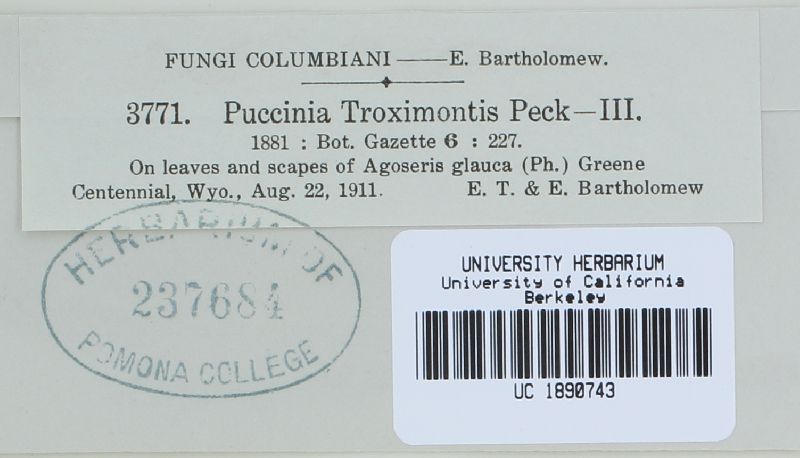 FUNGI COLUMBIANI — E. Bartholomew.
3771. Puccinia Troximontis Peck—III.
1881 : Bot. Gazette 6 : 227.
On leaves and scapes of Agoseris glauca (Ph.) Greene
Centennial, Wyo., Aug. 22, 1911. E. T. & E. Bartholomew
HERBARIUM OF
237684
POMONA COLLEGE
UNIVERSITY HERBARIUM
University of California
Berkeley
UC 1890743